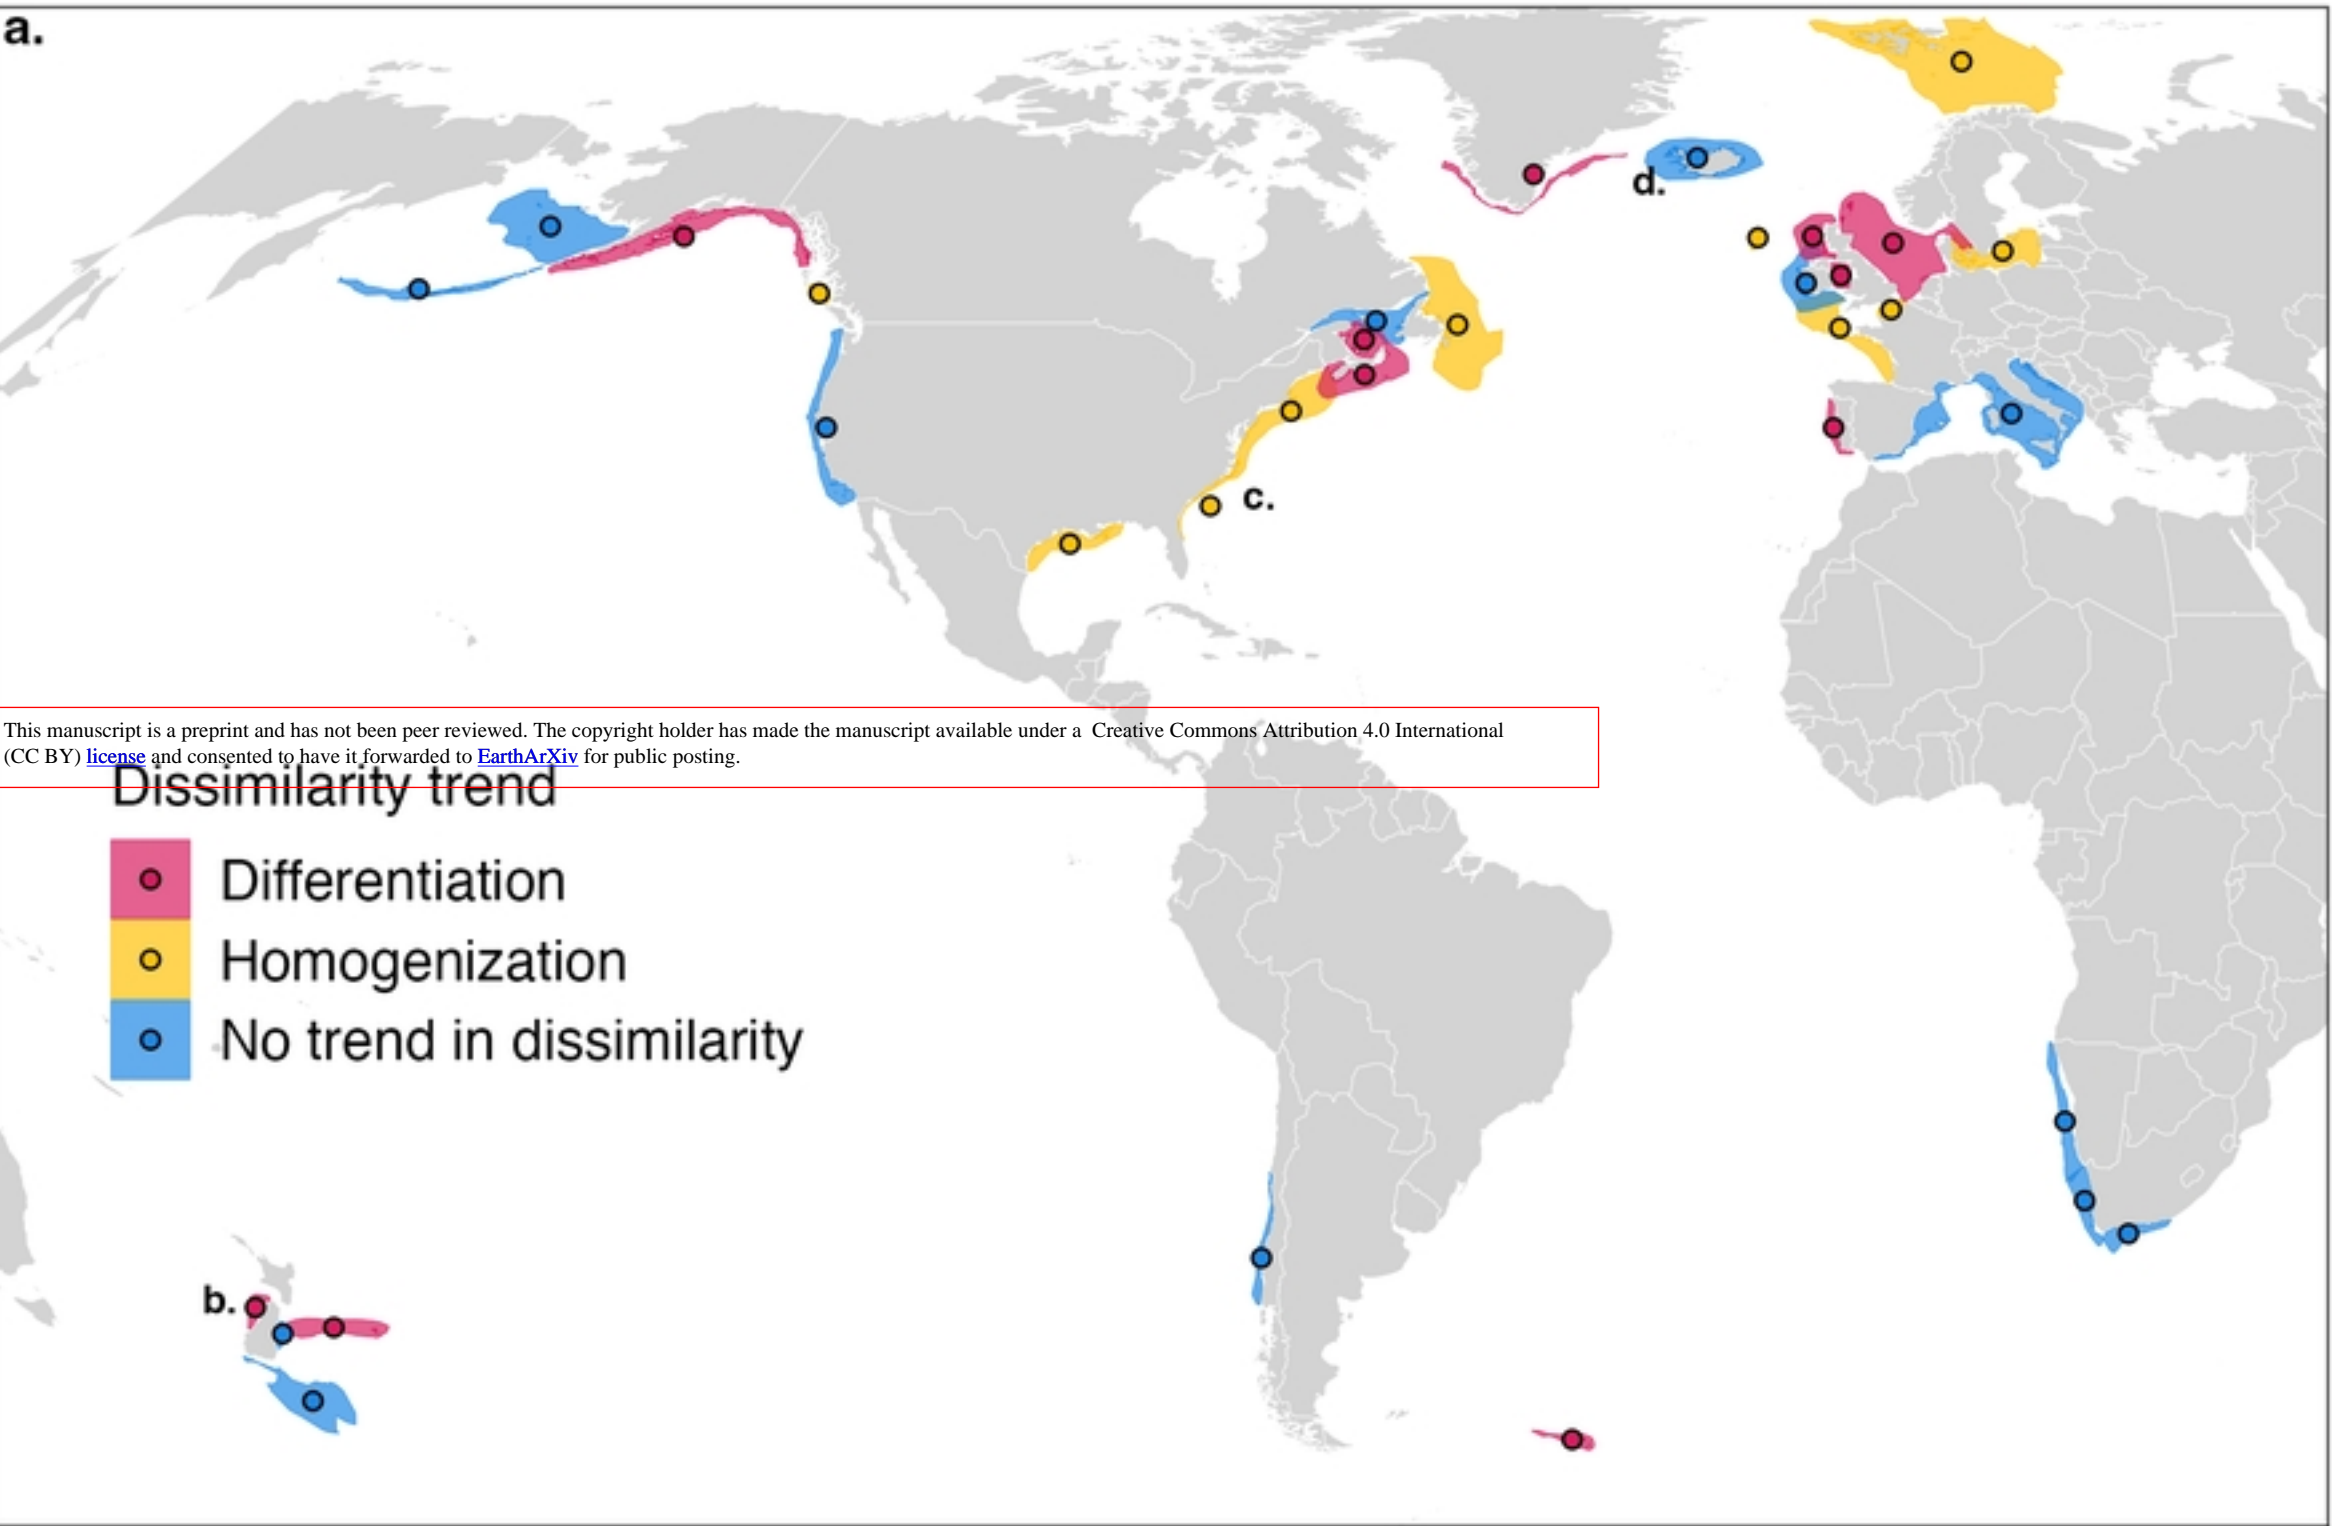 a.
d.
c.
This manuscript is a preprint and has not been peer reviewed. The copyright holder has made the manuscript available under a Creative Commons Attribution 4.0 International
(CC BY) license and consented to have it forwarded to EarthArXiv for public posting.
Dissimilarity trend
Differentiation
Homogenization
No trend in dissimilarity
b.